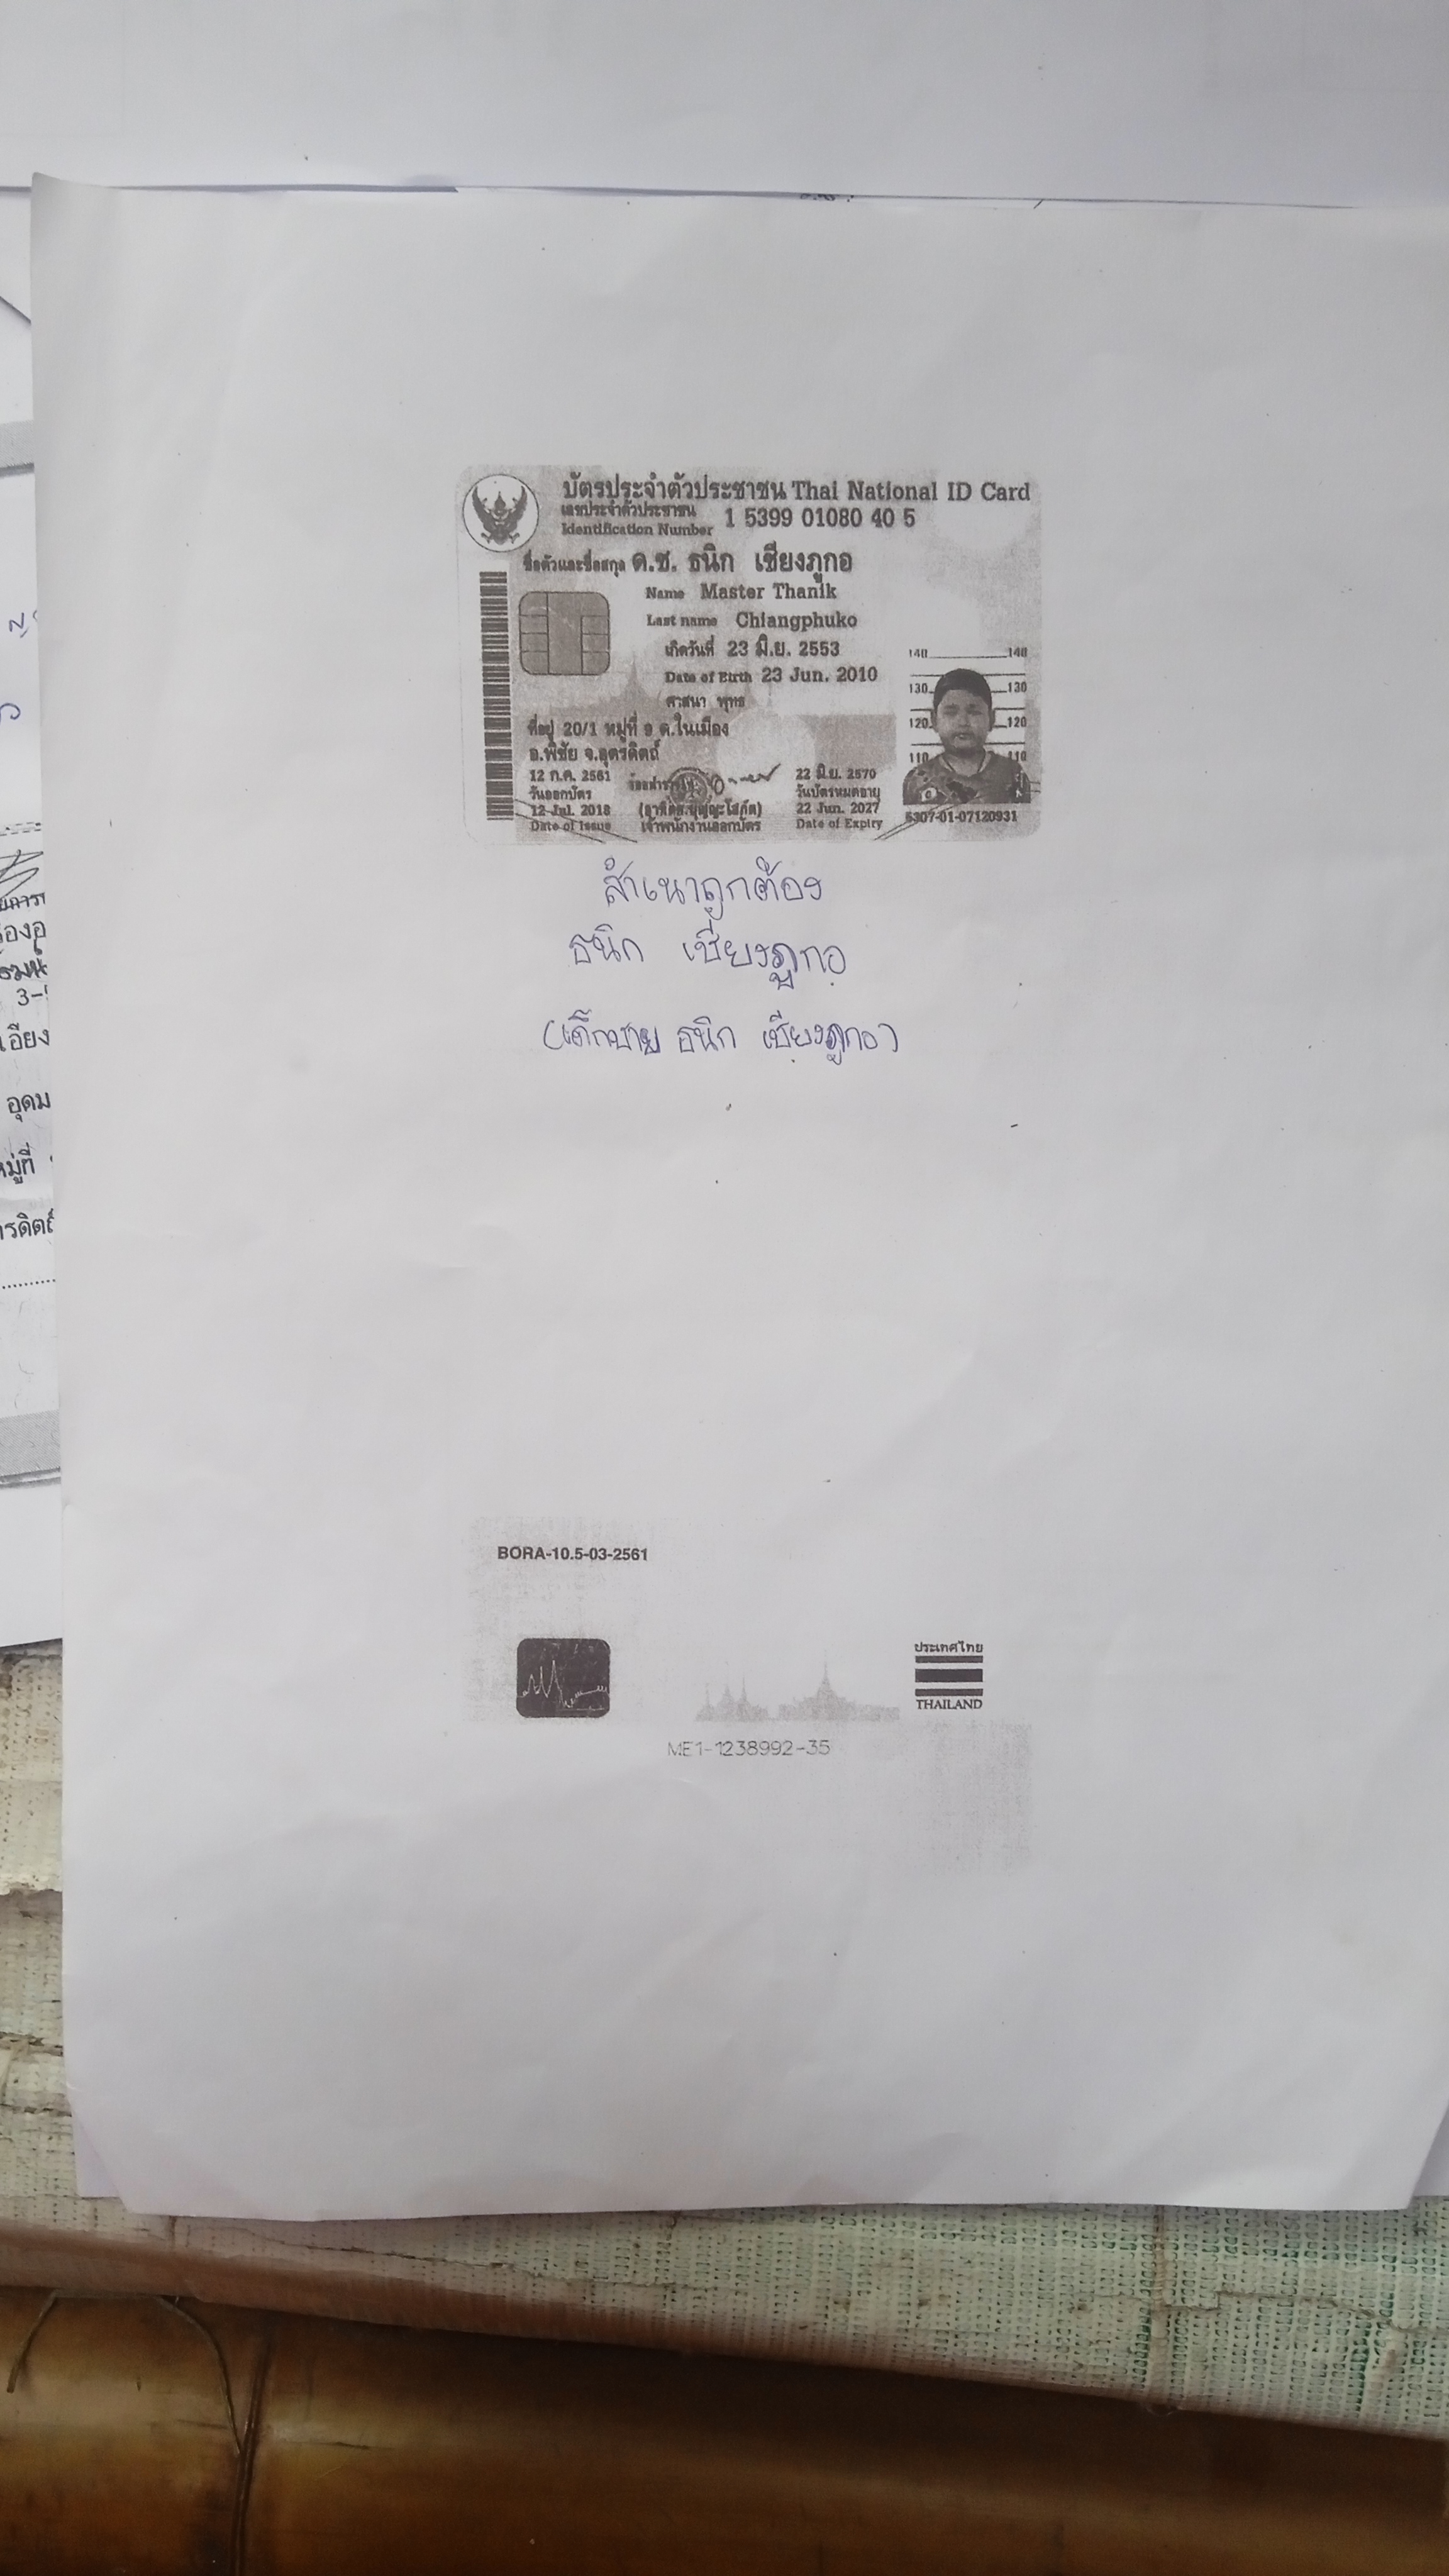 บัตรประจำตัวประชาชน Thai National ID Card
เลขประจำตัวประชาชน
Identification Number 1 5399 01080 40 5
ชื่อตัวและชื่อสกุล ด.ช. ธนิก เชียงภูกอ
Name Master Thanik
Last name Chiangphuko
เกิดวันที่ 23 มิ.ย. 2553
Date of Birth 23 Jun. 2010
ศาสนา พุทธ
ที่อยู่ 20/1 หมู่ที่ ต.ในเมือง
อ.พิชัย จ.อุตรดิตถ์
12 ก.ค. 2561
วันออกบัตร
12 Jul. 2018
Date of Issue
เจ้าพนักงานออกบัตร
22 มิ.ย. 2570
วันบัตรหมดอายุ
22 Jun. 2027
Date of Expiry
140 140
130 130
120 120
110 110
5307-01-07120931
สำเนาถูกต้อง
ธนิก เชียงภูกอ
(เด็กชาย ธนิก เชียงภูกอ)
3-
อุดม
หมู่ที่
BORA-10.5-03-2561
ประเทศไทย
THAILAND
ME1-1238992-35